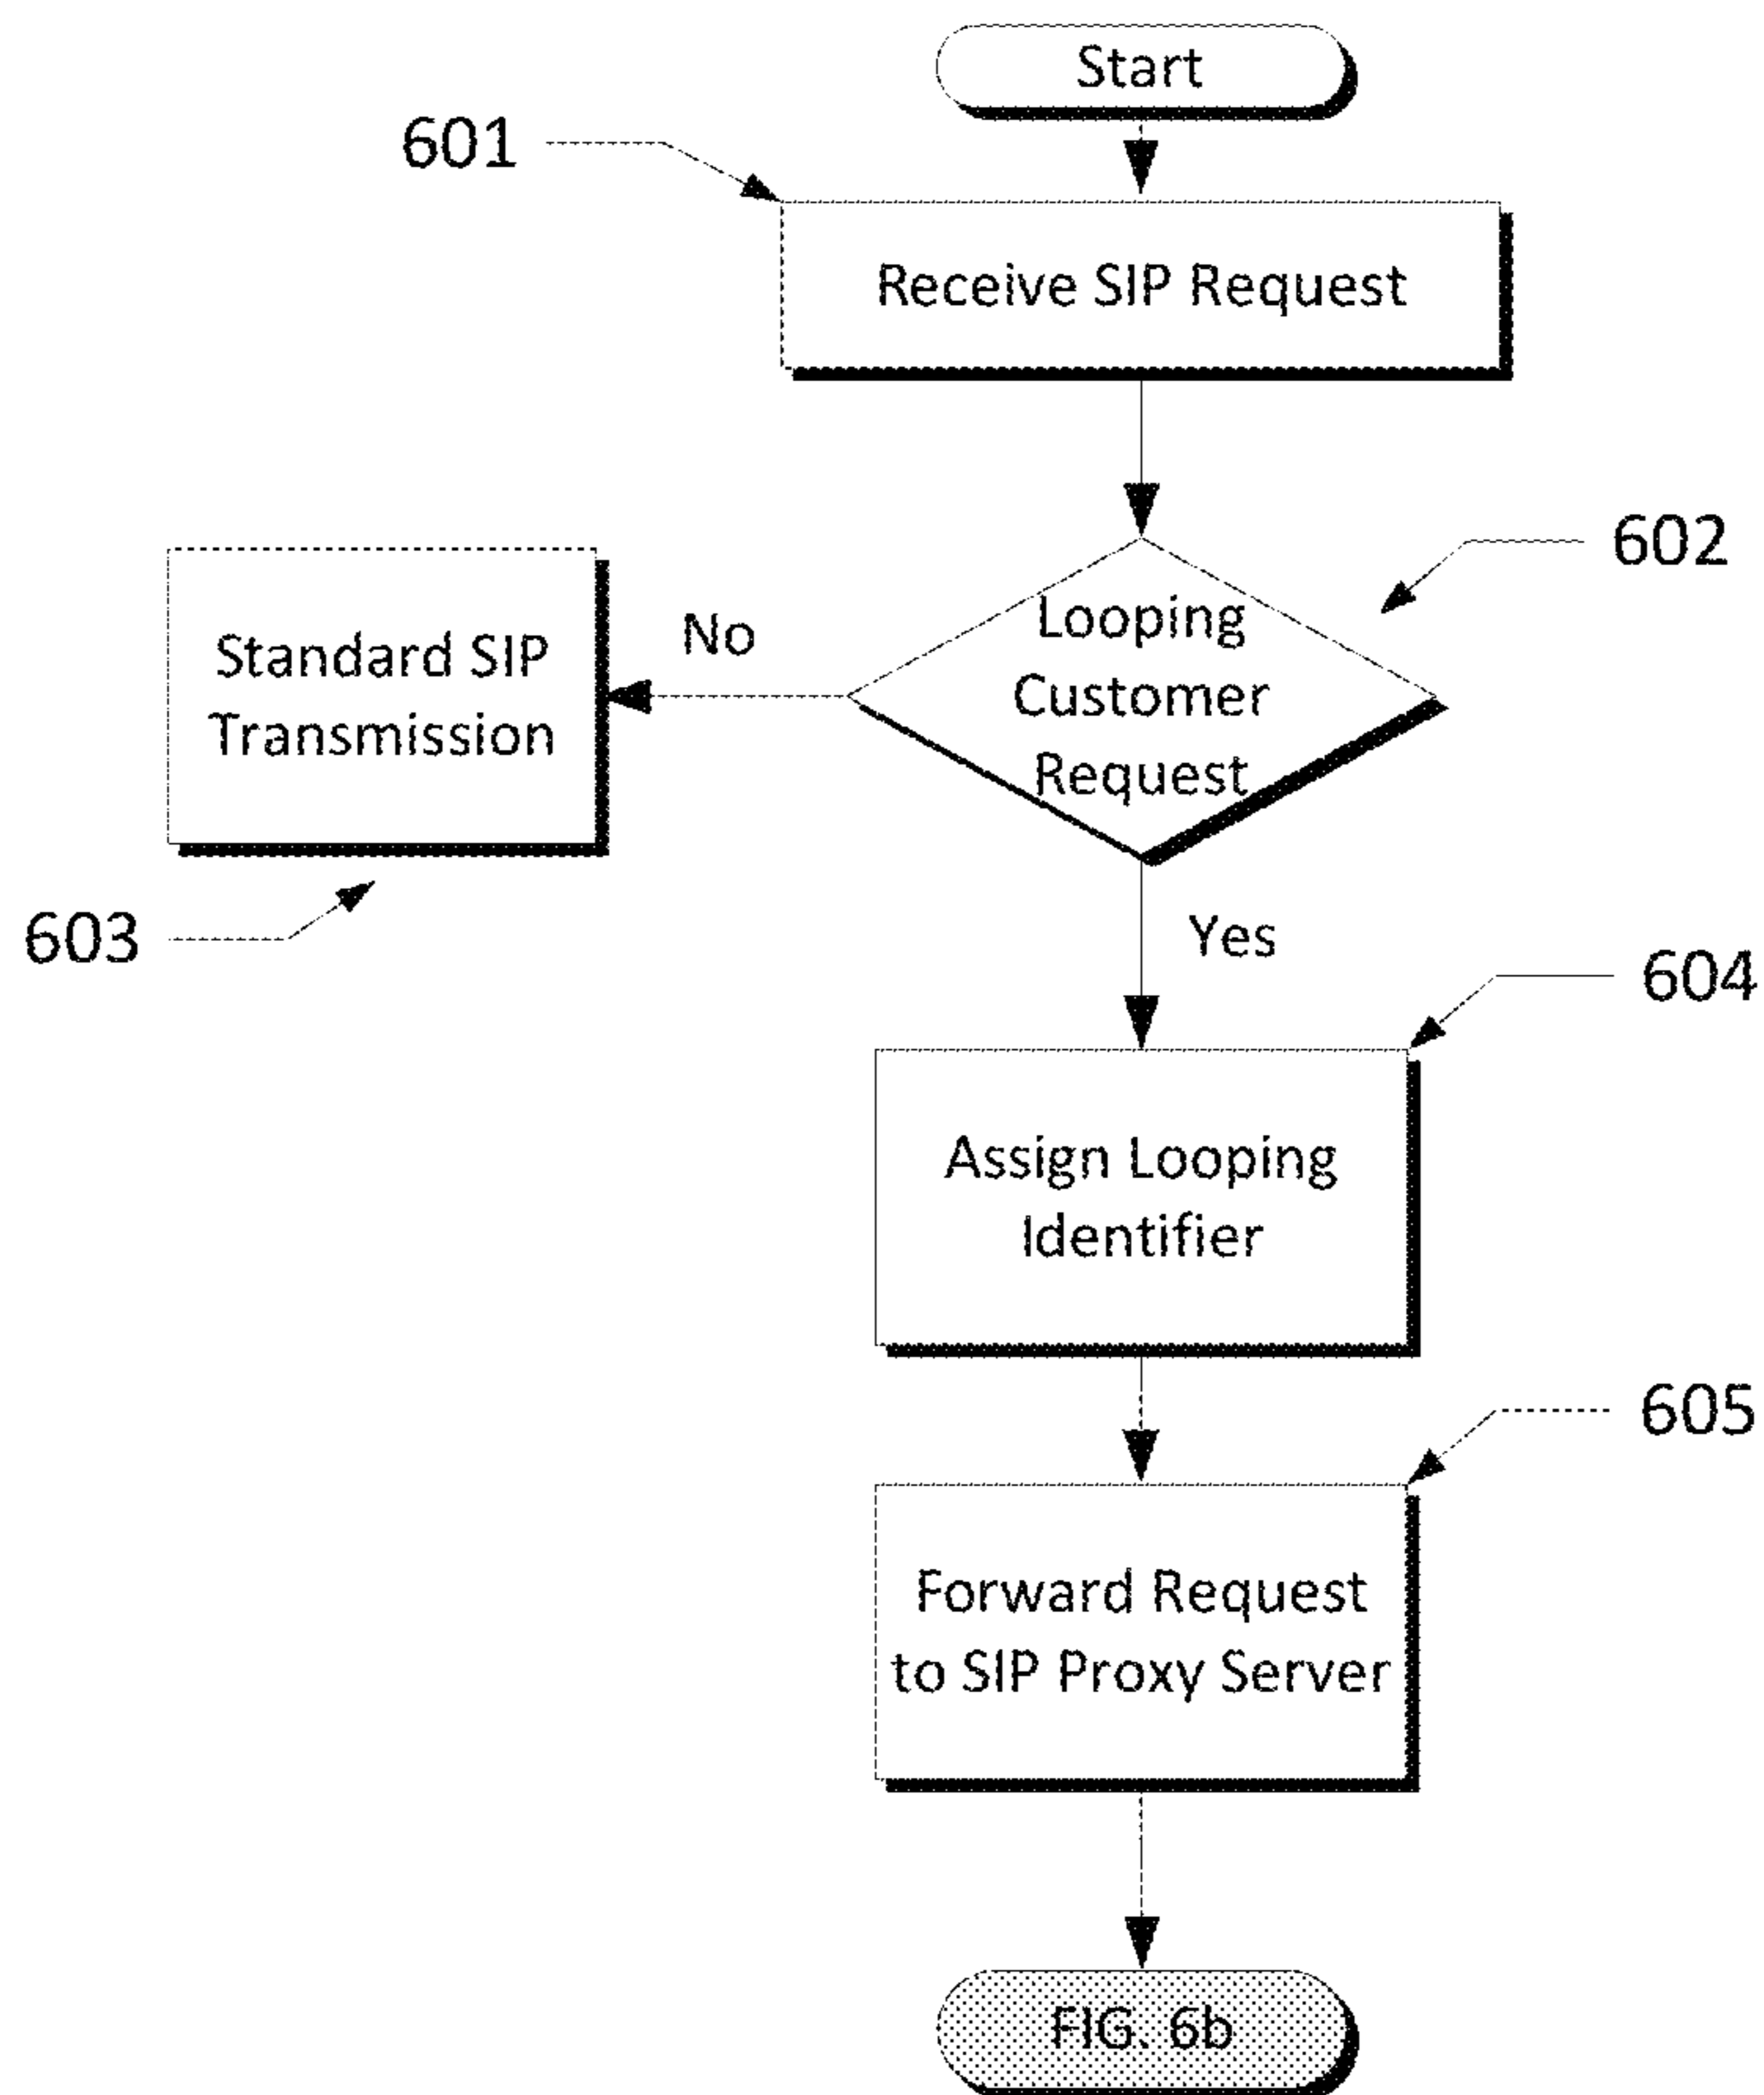 Start
601
Receive SIP Request
602
Looping
Customer
Request
No
Standard SIP
Transmission
603
Yes
604
Assign Looping
Identifier
605
Forward Request
to SIP Proxy Server
FIG. 6b